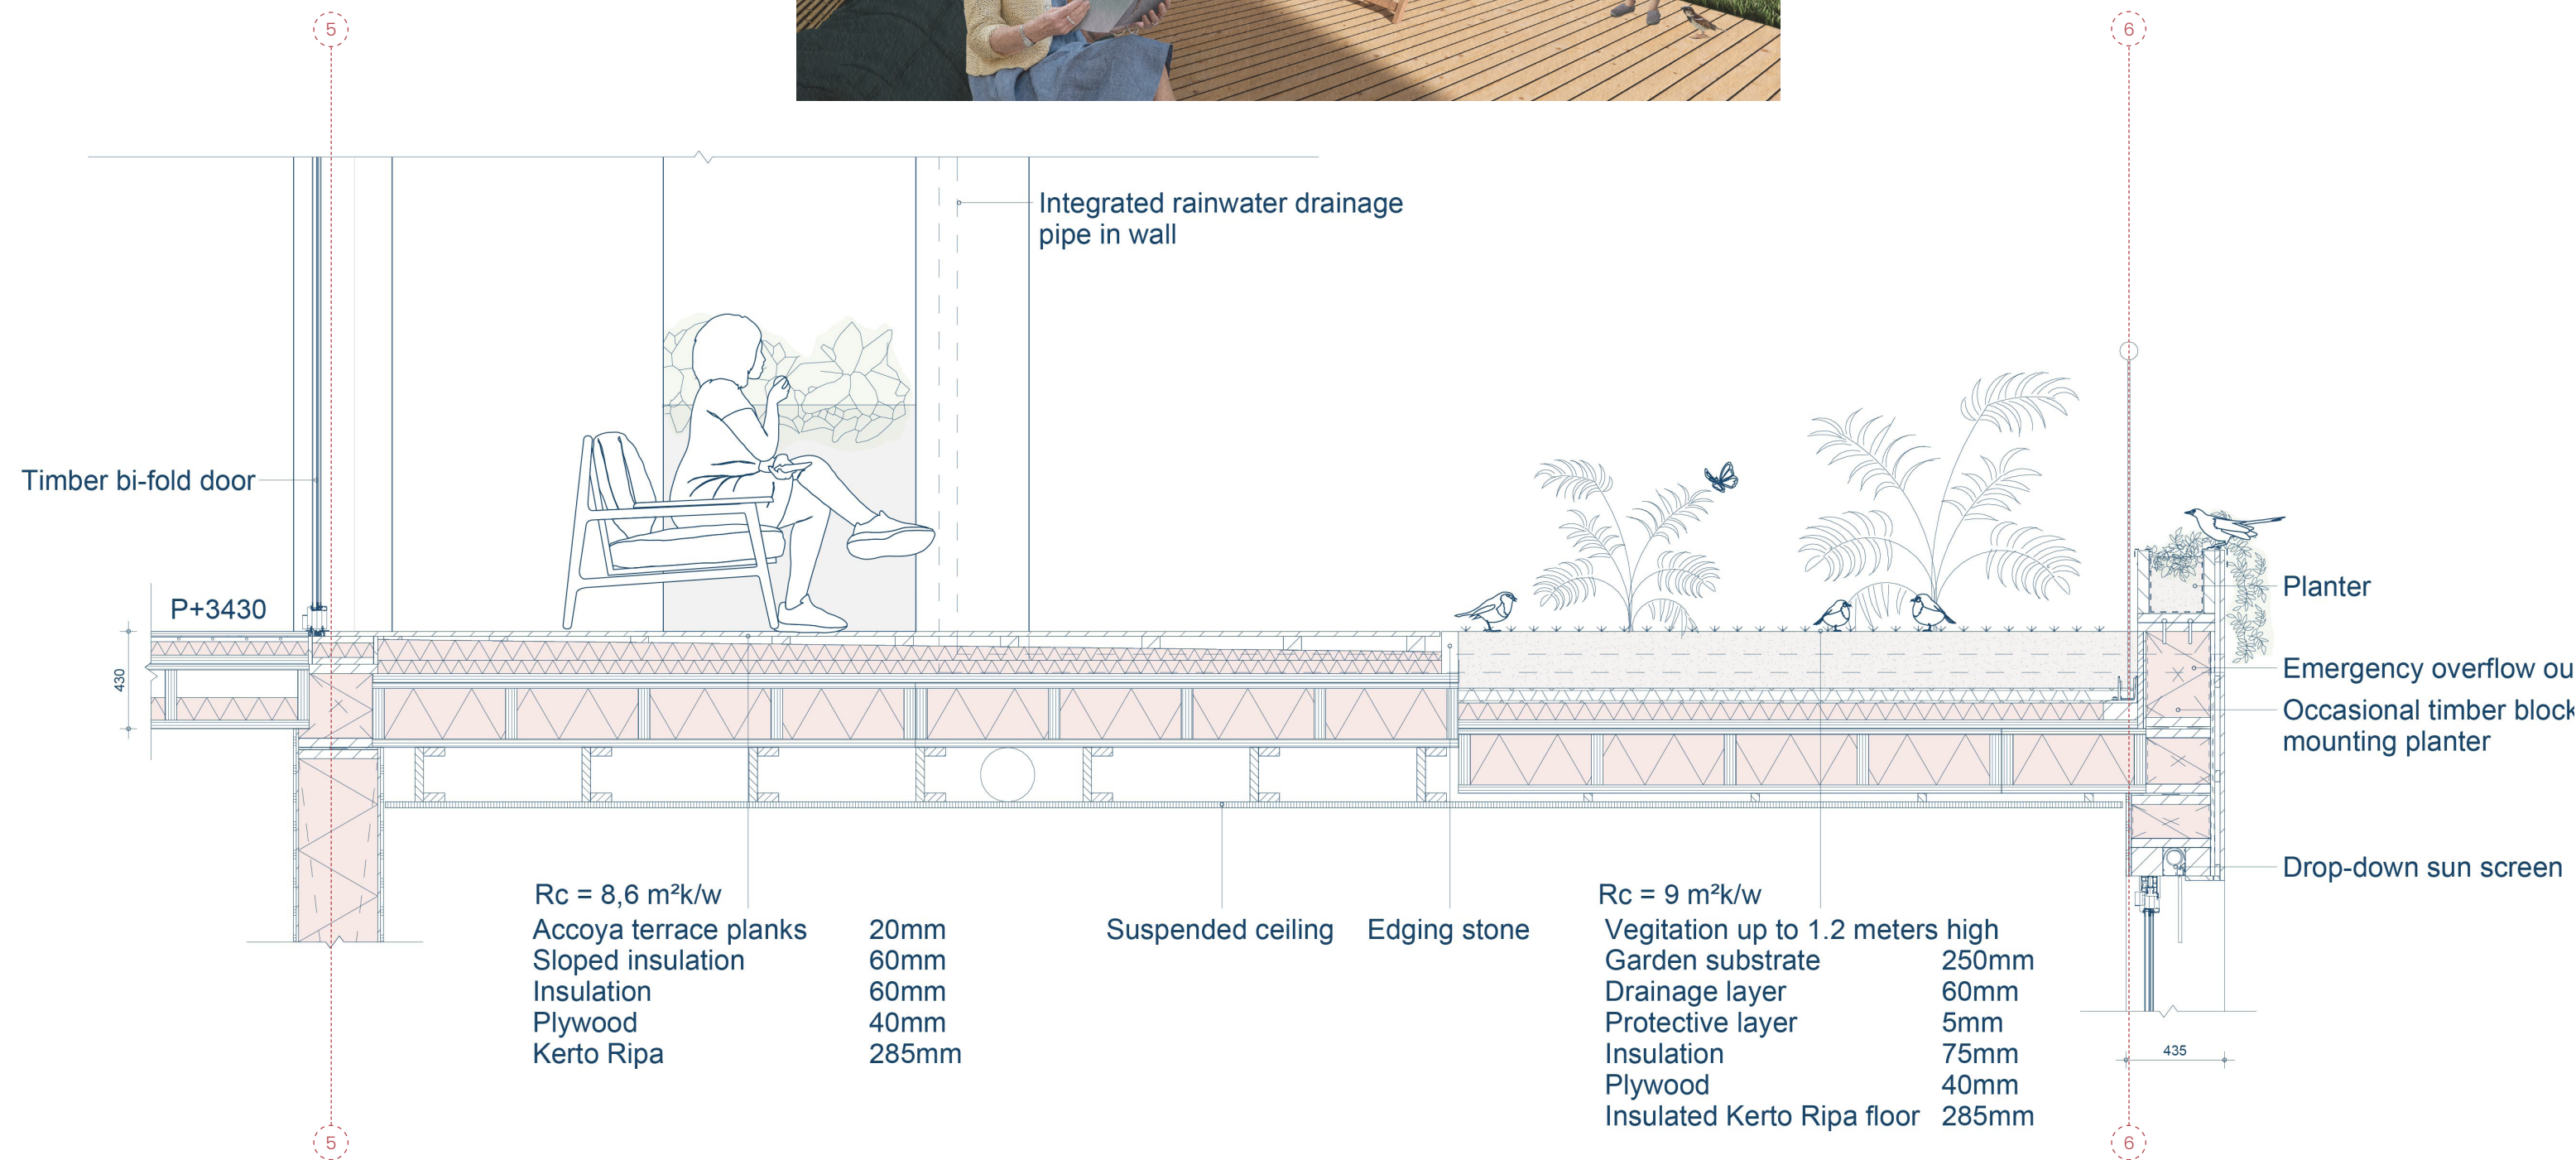 5
6
Integrated rainwater drainage
pipe in wall
Timber bi-fold door
P+3430
430
Planter
Emergency overflow ou
Occasional timber block
mounting planter
Drop-down sun screen
Rc = 8,6 m²k/w
Accoya terrace planks 20mm
Sloped insulation 60mm
Insulation 60mm
Plywood 40mm
Kerto Ripa 285mm
Suspended ceiling
Edging stone
Rc = 9 m²k/w
Vegitation up to 1.2 meters high
Garden substrate 250mm
Drainage layer 60mm
Protective layer 5mm
Insulation 75mm
Plywood 40mm
Insulated Kerto Ripa floor 285mm
435
5
6